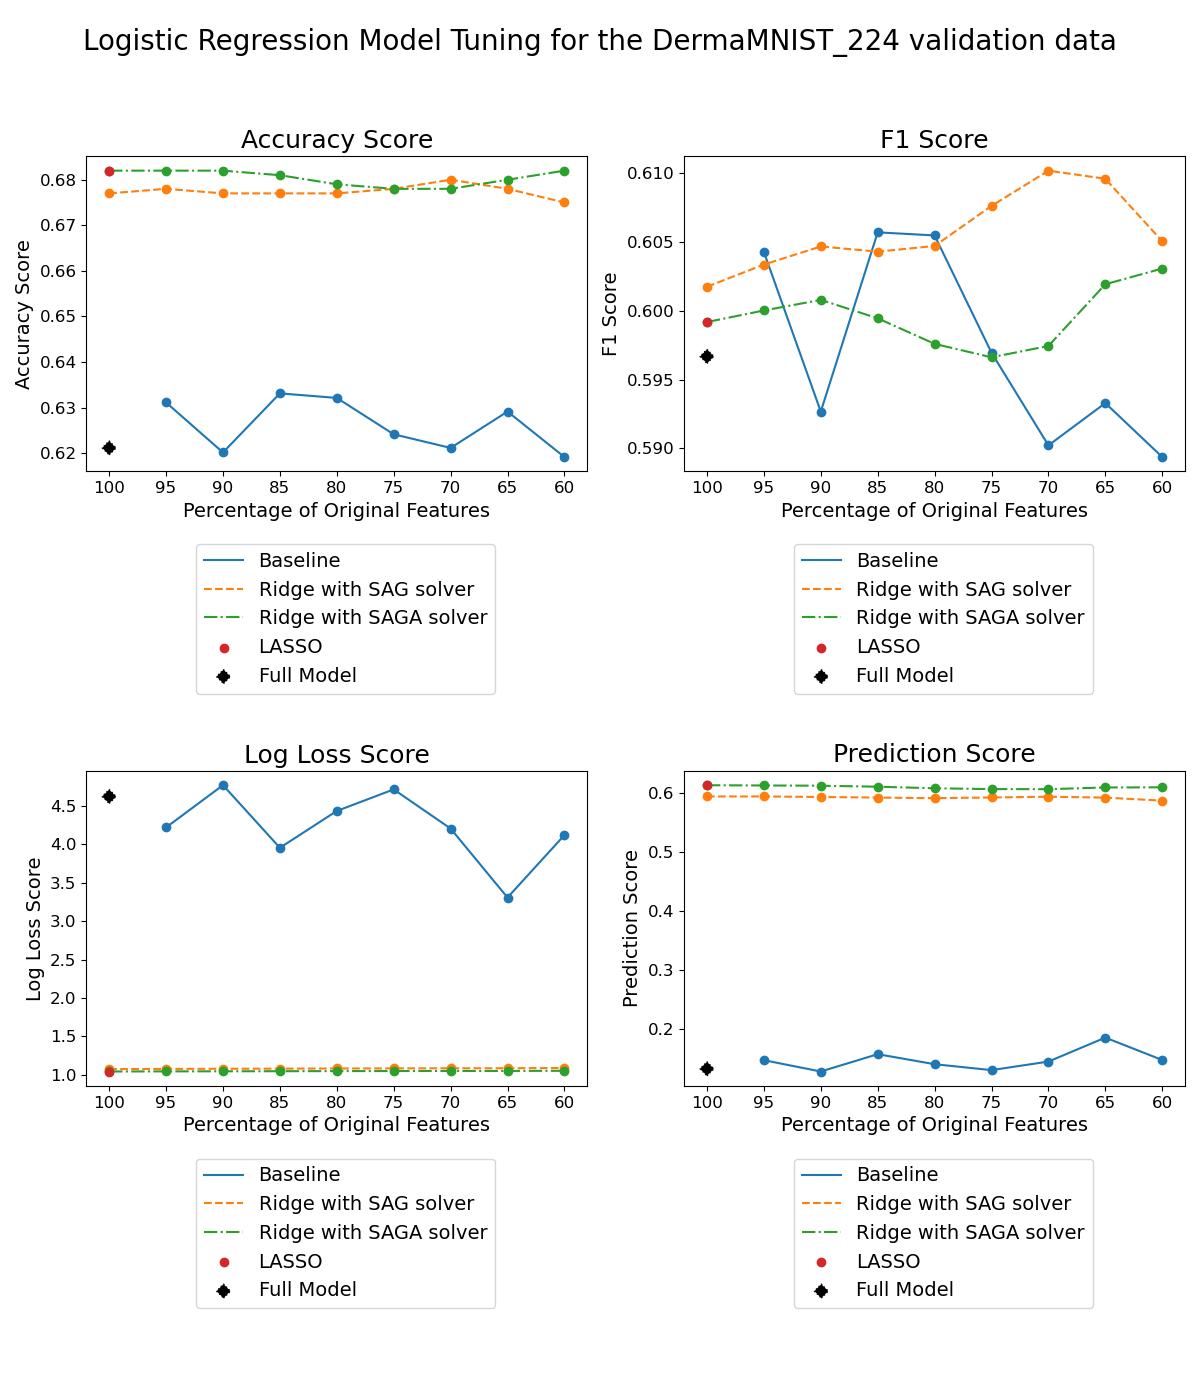 Logistic Regression Model Tuning for the DermaMNIST_224 validation data
Accuracy Score
Accuracy Score
0.68
0.67
0.66
0.65
0.64
0.63
0.62
100 95 90 85 80 75 70 65 60
Percentage of Original Features
Baseline
Ridge with SAG solver
Ridge with SAGA solver
LASSO
Full Model
F1 Score
F1 Score
0.610
0.605
0.600
0.595
0.590
100 95 90 85 80 75 70 65 60
Percentage of Original Features
Baseline
Ridge with SAG solver
Ridge with SAGA solver
LASSO
Full Model
Log Loss Score
Log Loss Score
4.5
4.0
3.5
3.0
2.5
2.0
1.5
1.0
100 95 90 85 80 75 70 65 60
Percentage of Original Features
Baseline
Ridge with SAG solver
Ridge with SAGA solver
LASSO
Full Model
Prediction Score
Prediction Score
0.6
0.5
0.4
0.3
0.2
100 95 90 85 80 75 70 65 60
Percentage of Original Features
Baseline
Ridge with SAG solver
Ridge with SAGA solver
LASSO
Full Model